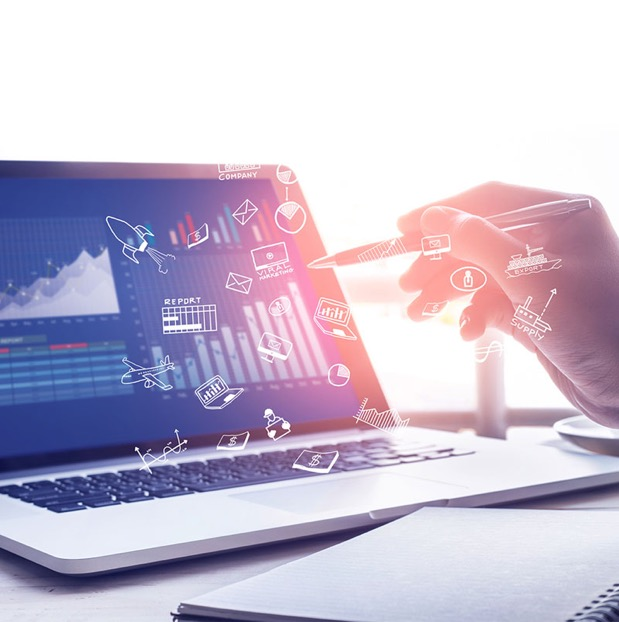 COMPANY
VIRAL
MARKETING
EXPORT
REPORT
SUPPLY